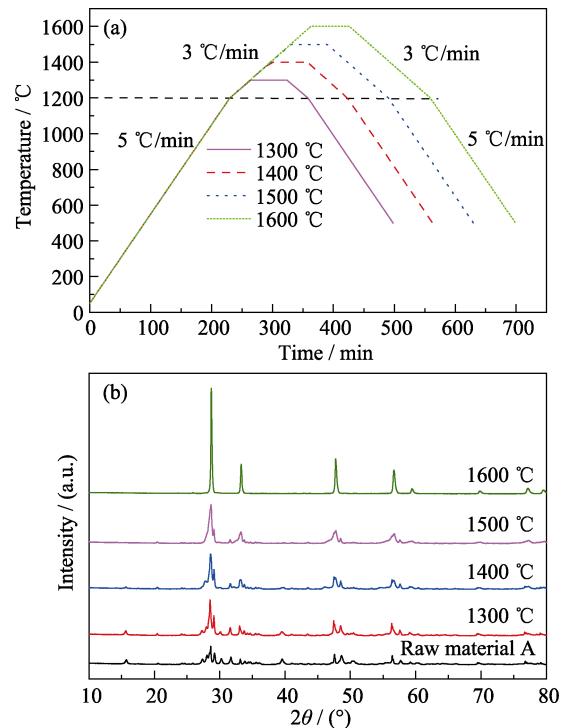 (a)
1600
1400
1200
1000
800
600
400
200
0
Temperature / ℃
3 ℃/min
3 ℃/min
5 ℃/min
5 ℃/min
1300 ℃
1400 ℃
1500 ℃
1600 ℃
0 100 200 300 400 500 600 700
Time / min
(b)
Intensity / (a.u.)
1600 ℃
1500 ℃
1400 ℃
1300 ℃
Raw material A
10 20 30 40 50 60 70 80
2θ / (°)